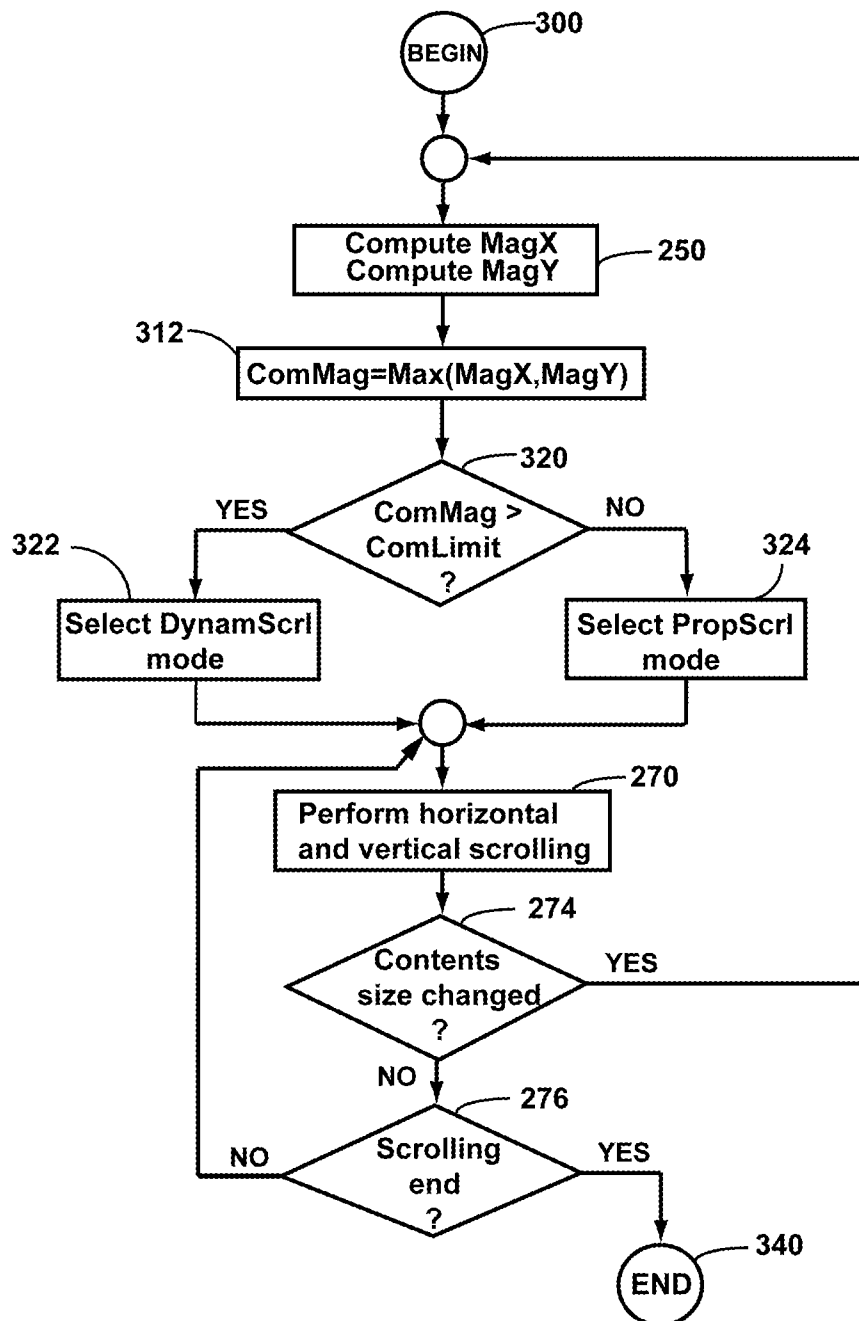 300
BEGIN
Compute MagX
Compute MagY
250
312
ComMag=Max(MagX,MagY)
320
YES
NO
ComMag >
ComLimit
?
322
324
Select DynamScrl
mode
Select PropScrl
mode
270
Perform horizontal
and vertical scrolling
274
Contents
size changed
?
YES
NO
276
NO
YES
Scrolling
end
?
340
END